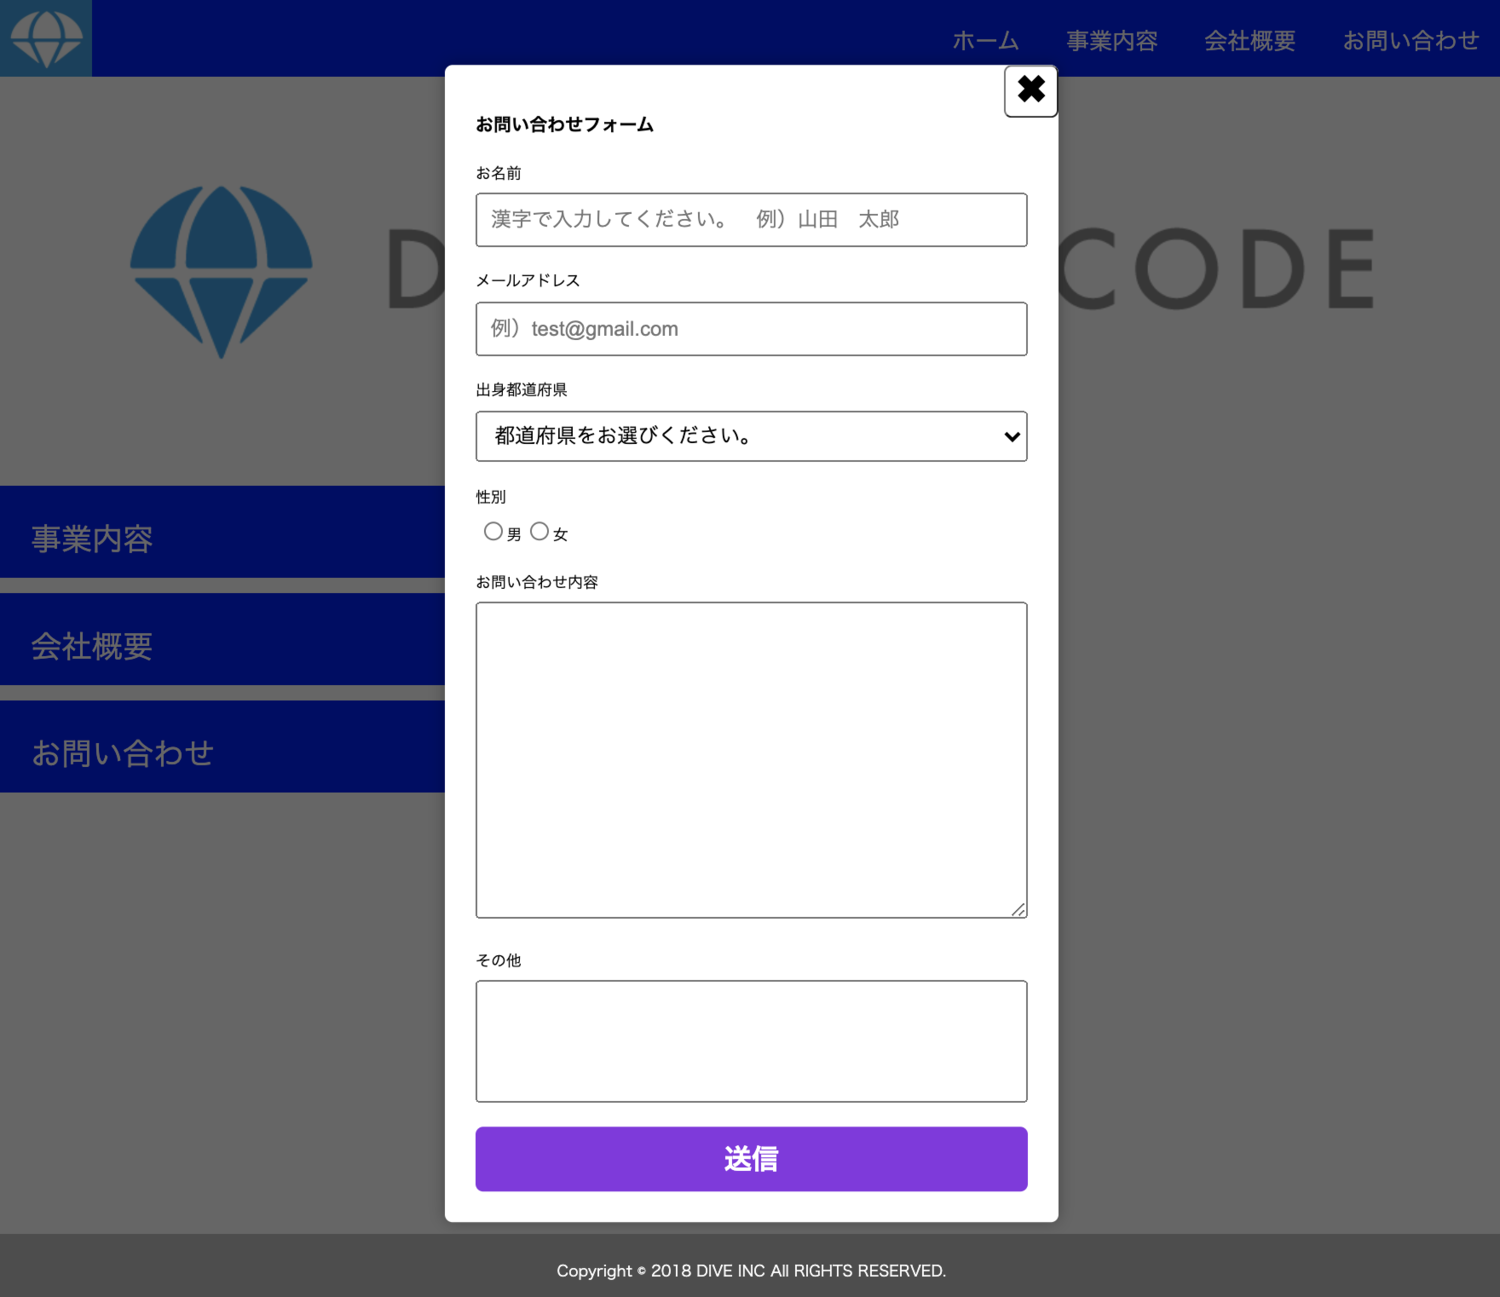 ホーム 事業内容 会社概要 お問い合わせ
✖
お問い合わせフォーム
お名前
漢字で入力してください。　例）山田　太郎
D CODE
メールアドレス
例）test@gmail.com
出身都道府県
都道府県をお選びください。
性別
男 女
事業内容
お問い合わせ内容
会社概要
お問い合わせ
その他
送信
Copyright © 2018 DIVE INC All RIGHTS RESERVED.